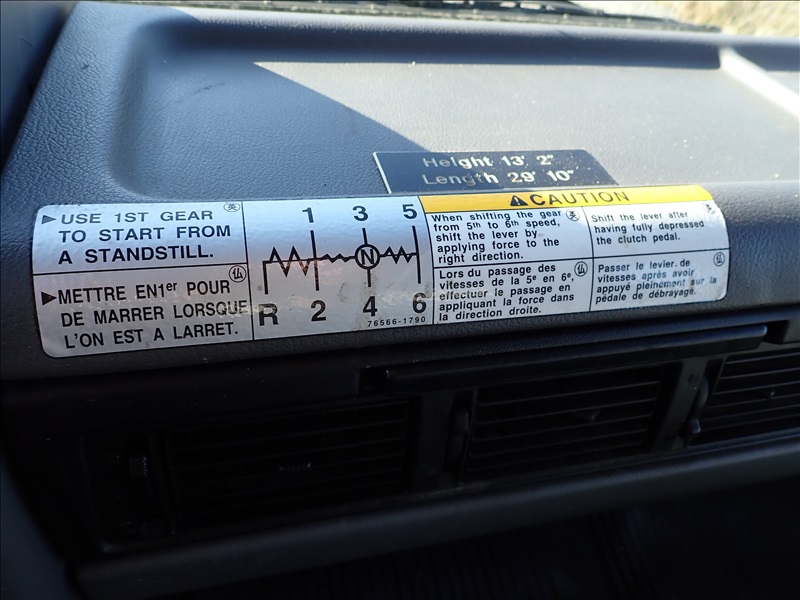 Height 13' 2"
Length 29' 10"
USE 1ST GEAR
TO START FROM
A STANDSTILL.
METTRE EN1er POUR
DE MARRER LORSQUE
L'ON EST A LARRET.
1 3 5
N
R 2 4 6
76566-1790
CAUTION
When shifting the gear
from 5th to 6th speed,
shift the lever by
applying force to the
right direction.
Lors du passage des
vitesses de la 5e en 6e,
effectuer le passage en
appliquant la force dans
la direction droite.
Shift the lever after
having fully depressed
the clutch pedal.
Passer le levier de
vitesses après avoir
appuyé pleinement sur la
pédale de débrayage.